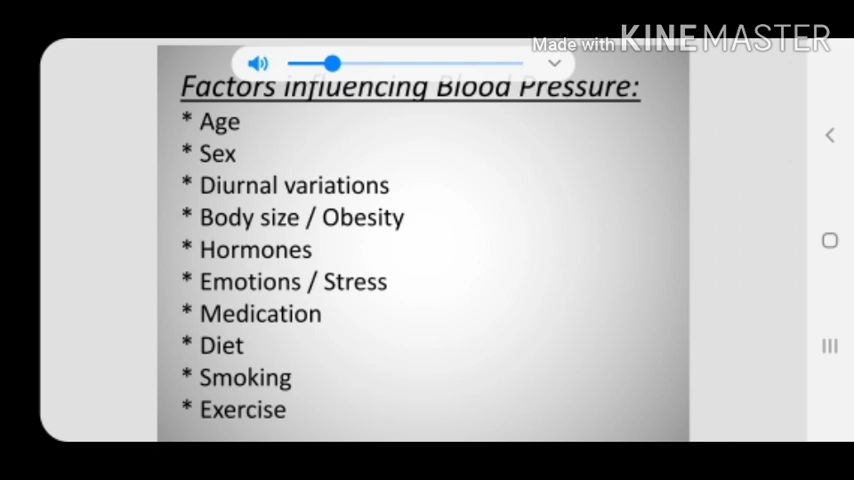 Made with KINEMASTER
Factors influencing Blood Pressure:
* Age
* Sex
* Diurnal variations
* Body size / Obesity
* Hormones
* Emotions / Stress
* Medication
* Diet
* Smoking
* Exercise